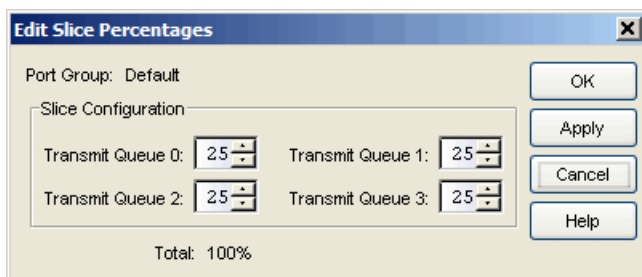 Edit Slice Percentages
Port Group: Default
Slice Configuration
Transmit Queue 0: 25 Transmit Queue 1: 25
Transmit Queue 2: 25 Transmit Queue 3: 25
Total: 100%
OK
Apply
Cancel
Help